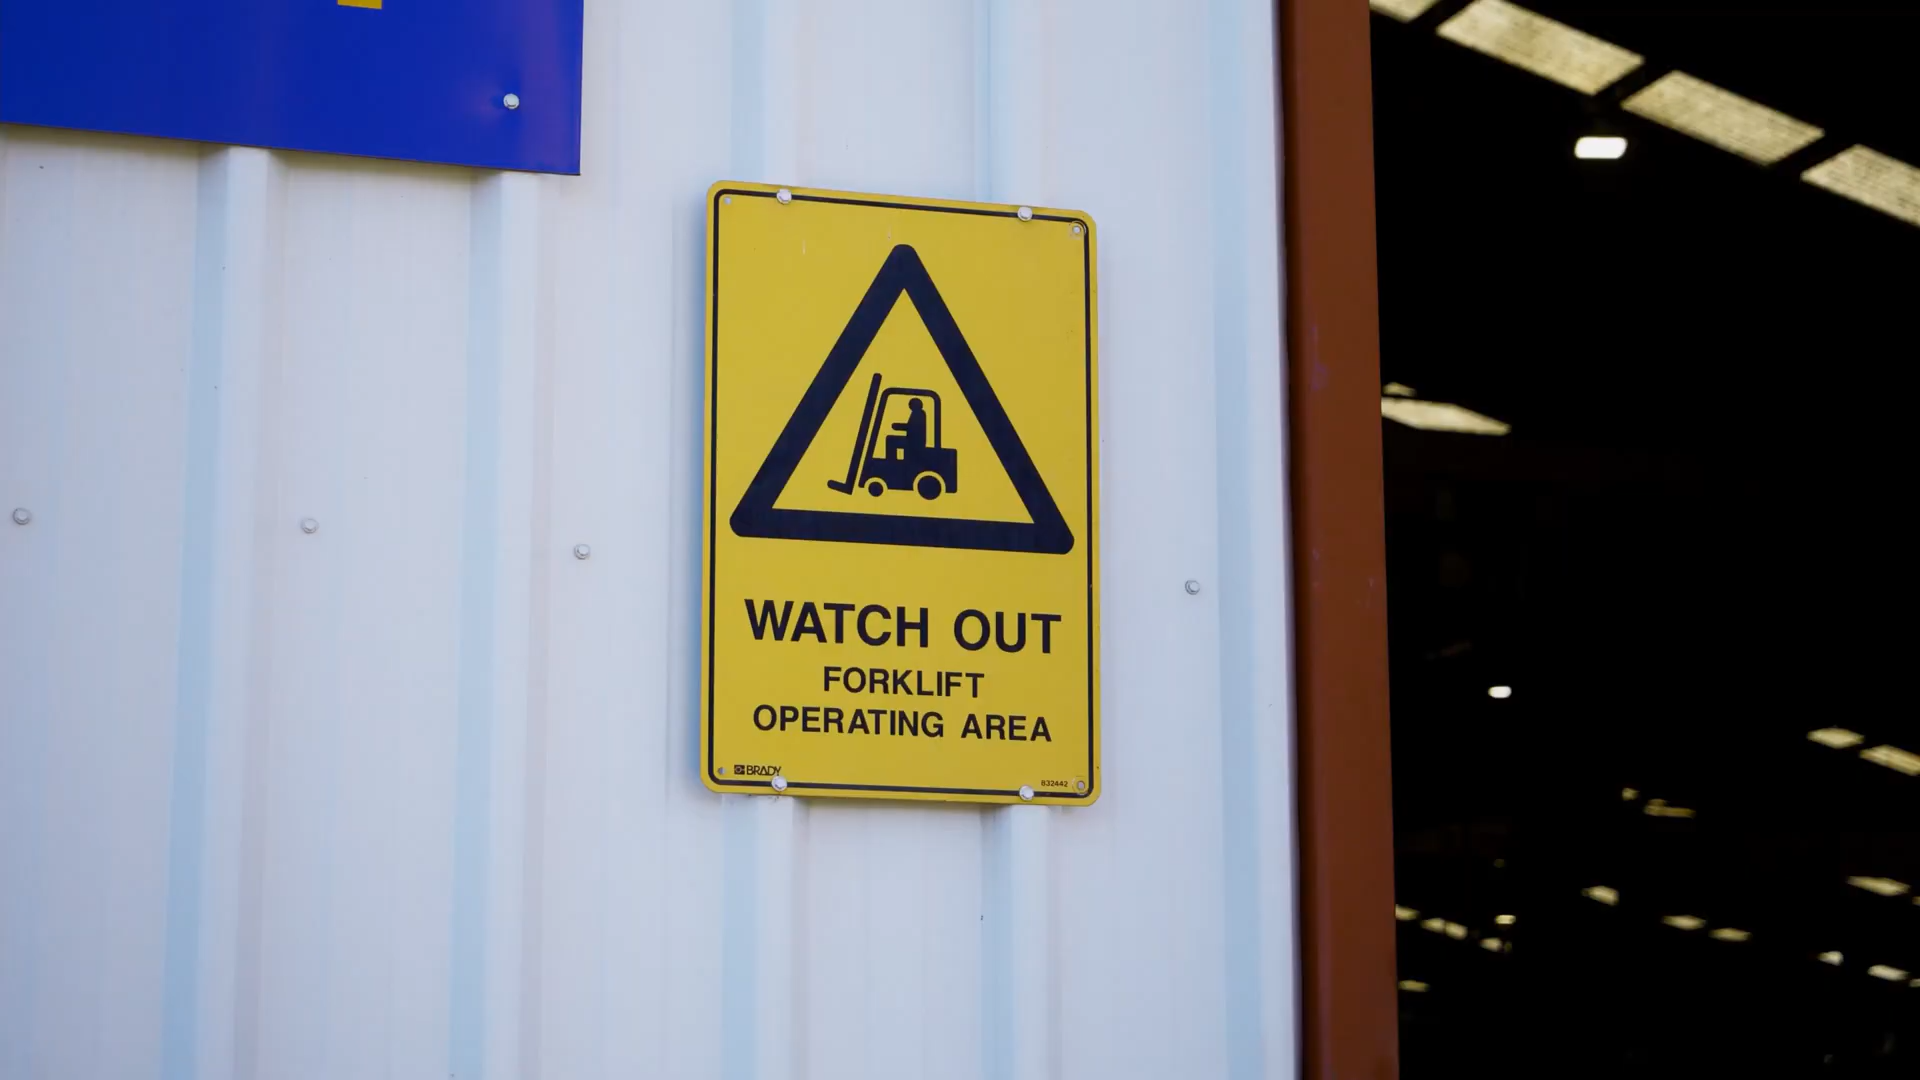 WATCH OUT
FORKLIFT
OPERATING AREA
BRADY
832442